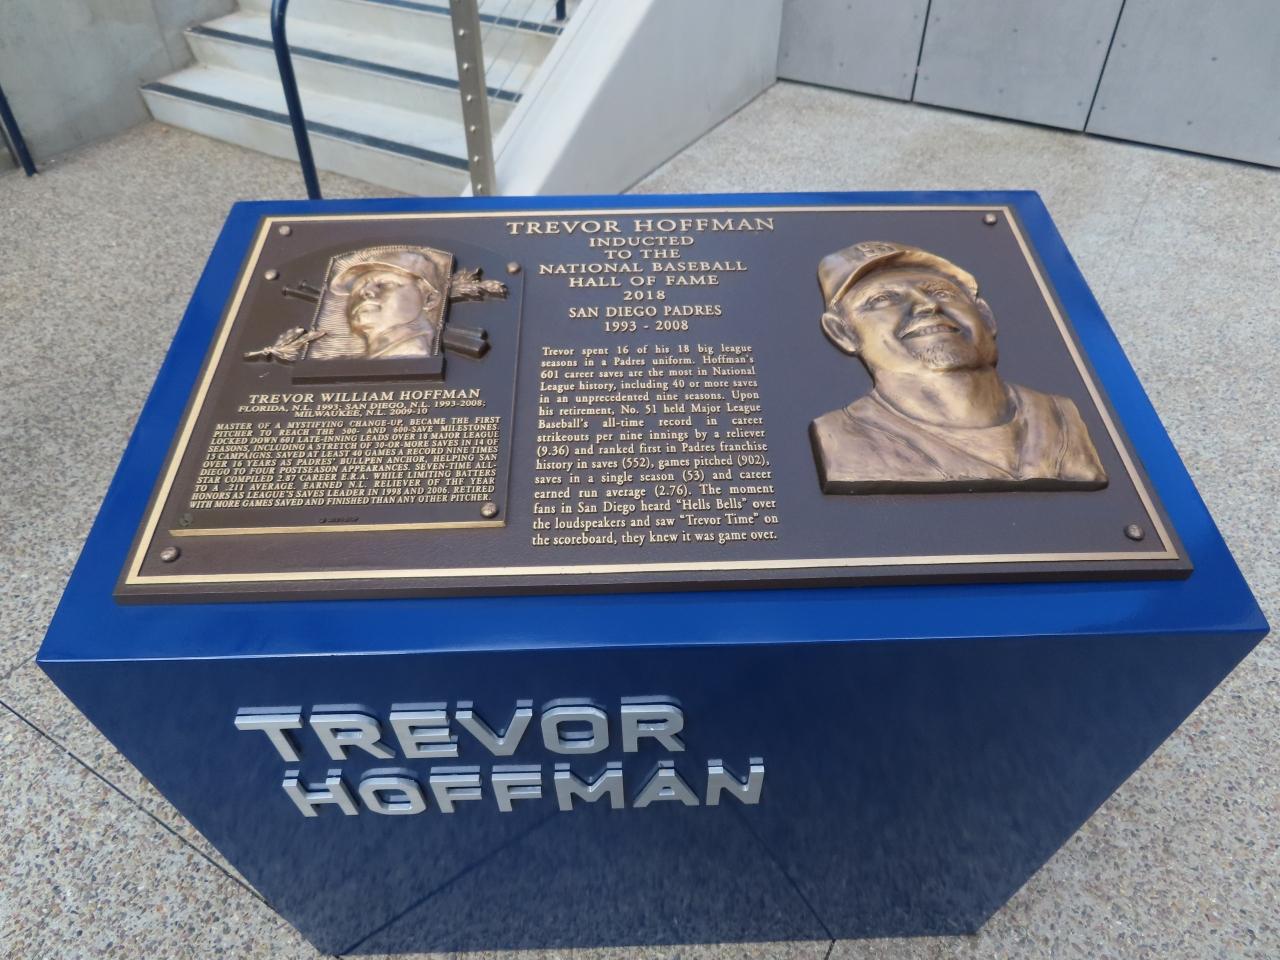 TREVOR HOFFMAN
INDUCTED
TO THE
NATIONAL BASEBALL
HALL OF FAME
2018
SAN DIEGO PADRES
1993 - 2008
Trevor spent 16 of his 18 big league
seasons in a Padres uniform. Hoffman's
601 career saves are the most in National
League history, including 40 or more saves
in an unprecedented nine seasons. Upon
his retirement, No. 51 held Major League
Baseball's all-time record in career
strikeouts per nine innings by a reliever
(9.36) and ranked first in Padres franchise
history in saves (552), games pitched (902),
saves in a single season (53) and career
earned run average (2.76). The moment
fans in San Diego heard "Hells Bells" over
the loudspeakers and saw "Trevor Time" on
the scoreboard, they knew it was game over.
TREVOR WILLIAM HOFFMAN
FLORIDA, N.L. 1993; SAN DIEGO, N.L. 1993-2008;
MILWAUKEE, N.L. 2009-10
MASTER OF A MYSTIFYING CHANGE-UP, BECAME THE FIRST
PITCHER TO REACH THE 500- AND 600-SAVE MILESTONES.
LOCKED DOWN 601 LATE-INNING LEADS OVER 18 MAJOR LEAGUE
SEASONS, INCLUDING A STRETCH OF 30-OR-MORE SAVES IN 14 OF
15 CAMPAIGNS. SAVED AT LEAST 40 GAMES A RECORD NINE TIMES
OVER 16 YEARS AS PADRES' BULLPEN ANCHOR, HELPING SAN
DIEGO TO FOUR POSTSEASON APPEARANCES. SEVEN-TIME ALL-
STAR COMPILED 2.87 CAREER E.R.A. WHILE LIMITING BATTERS
TO A .211 AVERAGE. EARNED N.L. RELIEVER OF THE YEAR
HONORS AS LEAGUE'S SAVES LEADER IN 1998 AND 2006. RETIRED
WITH MORE GAMES SAVED AND FINISHED THAN ANY OTHER PITCHER.
SD
TREVOR
HOFFMAN